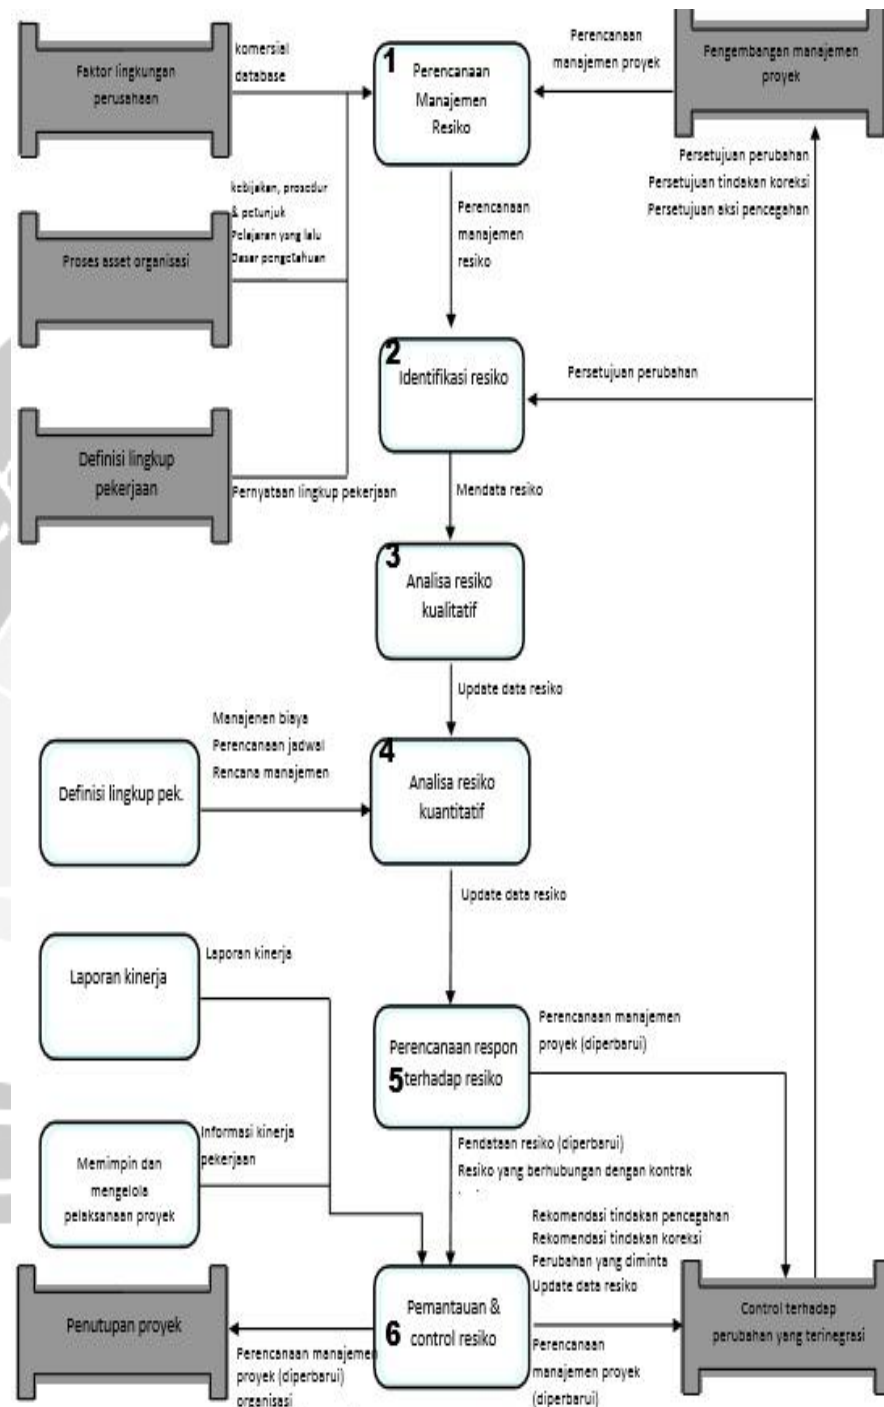 Faktor lingkungan
perusahaan
komersial
database
1
Perencanaan
Manajemen
Resiko
Perencanaan
manajemen proyek
Pengembangan manajemen
proyek
Persetujuan perubahan
Persetujuan tindakan koreksi
Persetujuan aksi pencegahan
kebijakan, prosedur
& petunjuk
Pelajaran yang lalu
Dasar pengetahuan
Proses asset organisasi
Perencanaan
manajemen
resiko
2
Identifikasi resiko
Persetujuan perubahan
Definisi lingkup
pekerjaan
Pernyataan lingkup pekerjaan
Mendata resiko
3
Analisa resiko
kualitatif
Update data resiko
Manajenen biaya
Perencanaan jadwal
Rencana manajemen
Definisi lingkup pek.
4
Analisa resiko
kuantitatif
Update data resiko
Laporan kinerja
Laporan kinerja
Perencanaan respon
5 terhadap resiko
Perencanaan manajemen
proyek (diperbarui)
Informasi kinerja
pekerjaan
Memimpin dan
mengelola
pelaksanaan proyek
Pendataan resiko (diperbarui)
Resiko yang berhubungan dengan kontrak
Rekomendasi tindakan pencegahan
Rekomendasi tindakan koreksi
Perubahan yang diminta
Update data resiko
Penutupan proyek
6
Pemantauan &
control resiko
Control terhadap
perubahan yang terinegrasi
Perencanaan manajemen
proyek (diperbarui)
organisasi
Perencanaan
manajemen proyek
(diperbarui)